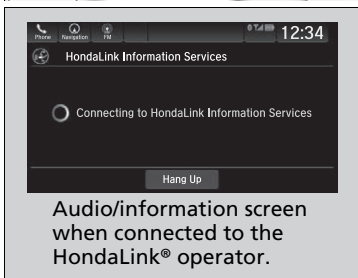 Phone Navigation FM 12:34
HondaLink Information Services
Connecting to HondaLink Information Services
Hang Up
Audio/information screen
when connected to the
HondaLink® operator.